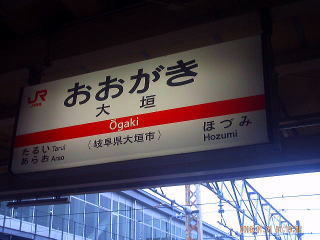 JR
おおがき
大垣
Ōgaki
〈岐阜県大垣市〉
たるい Tarui
あらお Arao
ほづみ
Hozumi